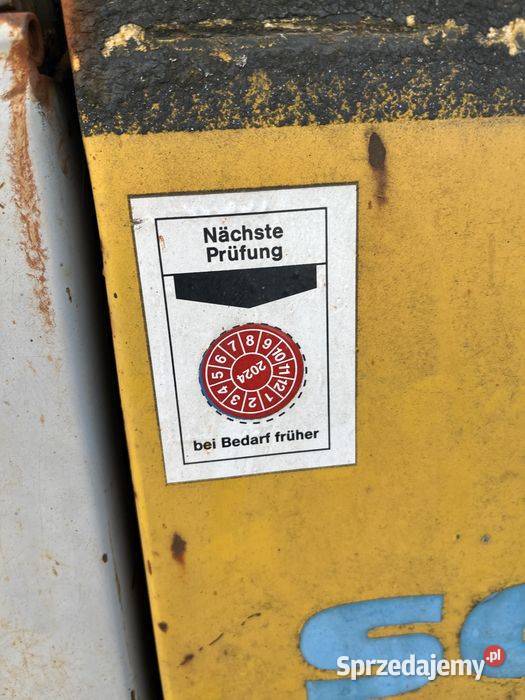 Nächste
Prüfung
7 8 9 10 11 12 1 2 3 4 5 6
2024
bei Bedarf früher
Sprzedajemy.pl